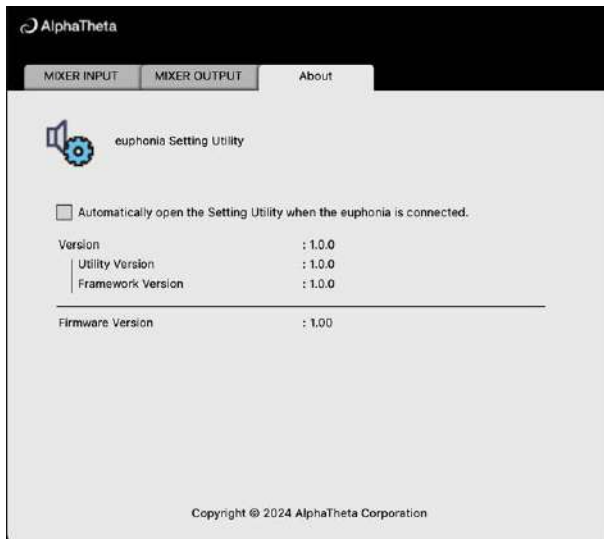 AlphaTheta
MIXER INPUT MIXER OUTPUT About
euphonia Setting Utility
Automatically open the Setting Utility when the euphonia is connected.
Version : 1.0.0
Utility Version : 1.0.0
Framework Version : 1.0.0
Firmware Version : 1.00
Copyright © 2024 AlphaTheta Corporation